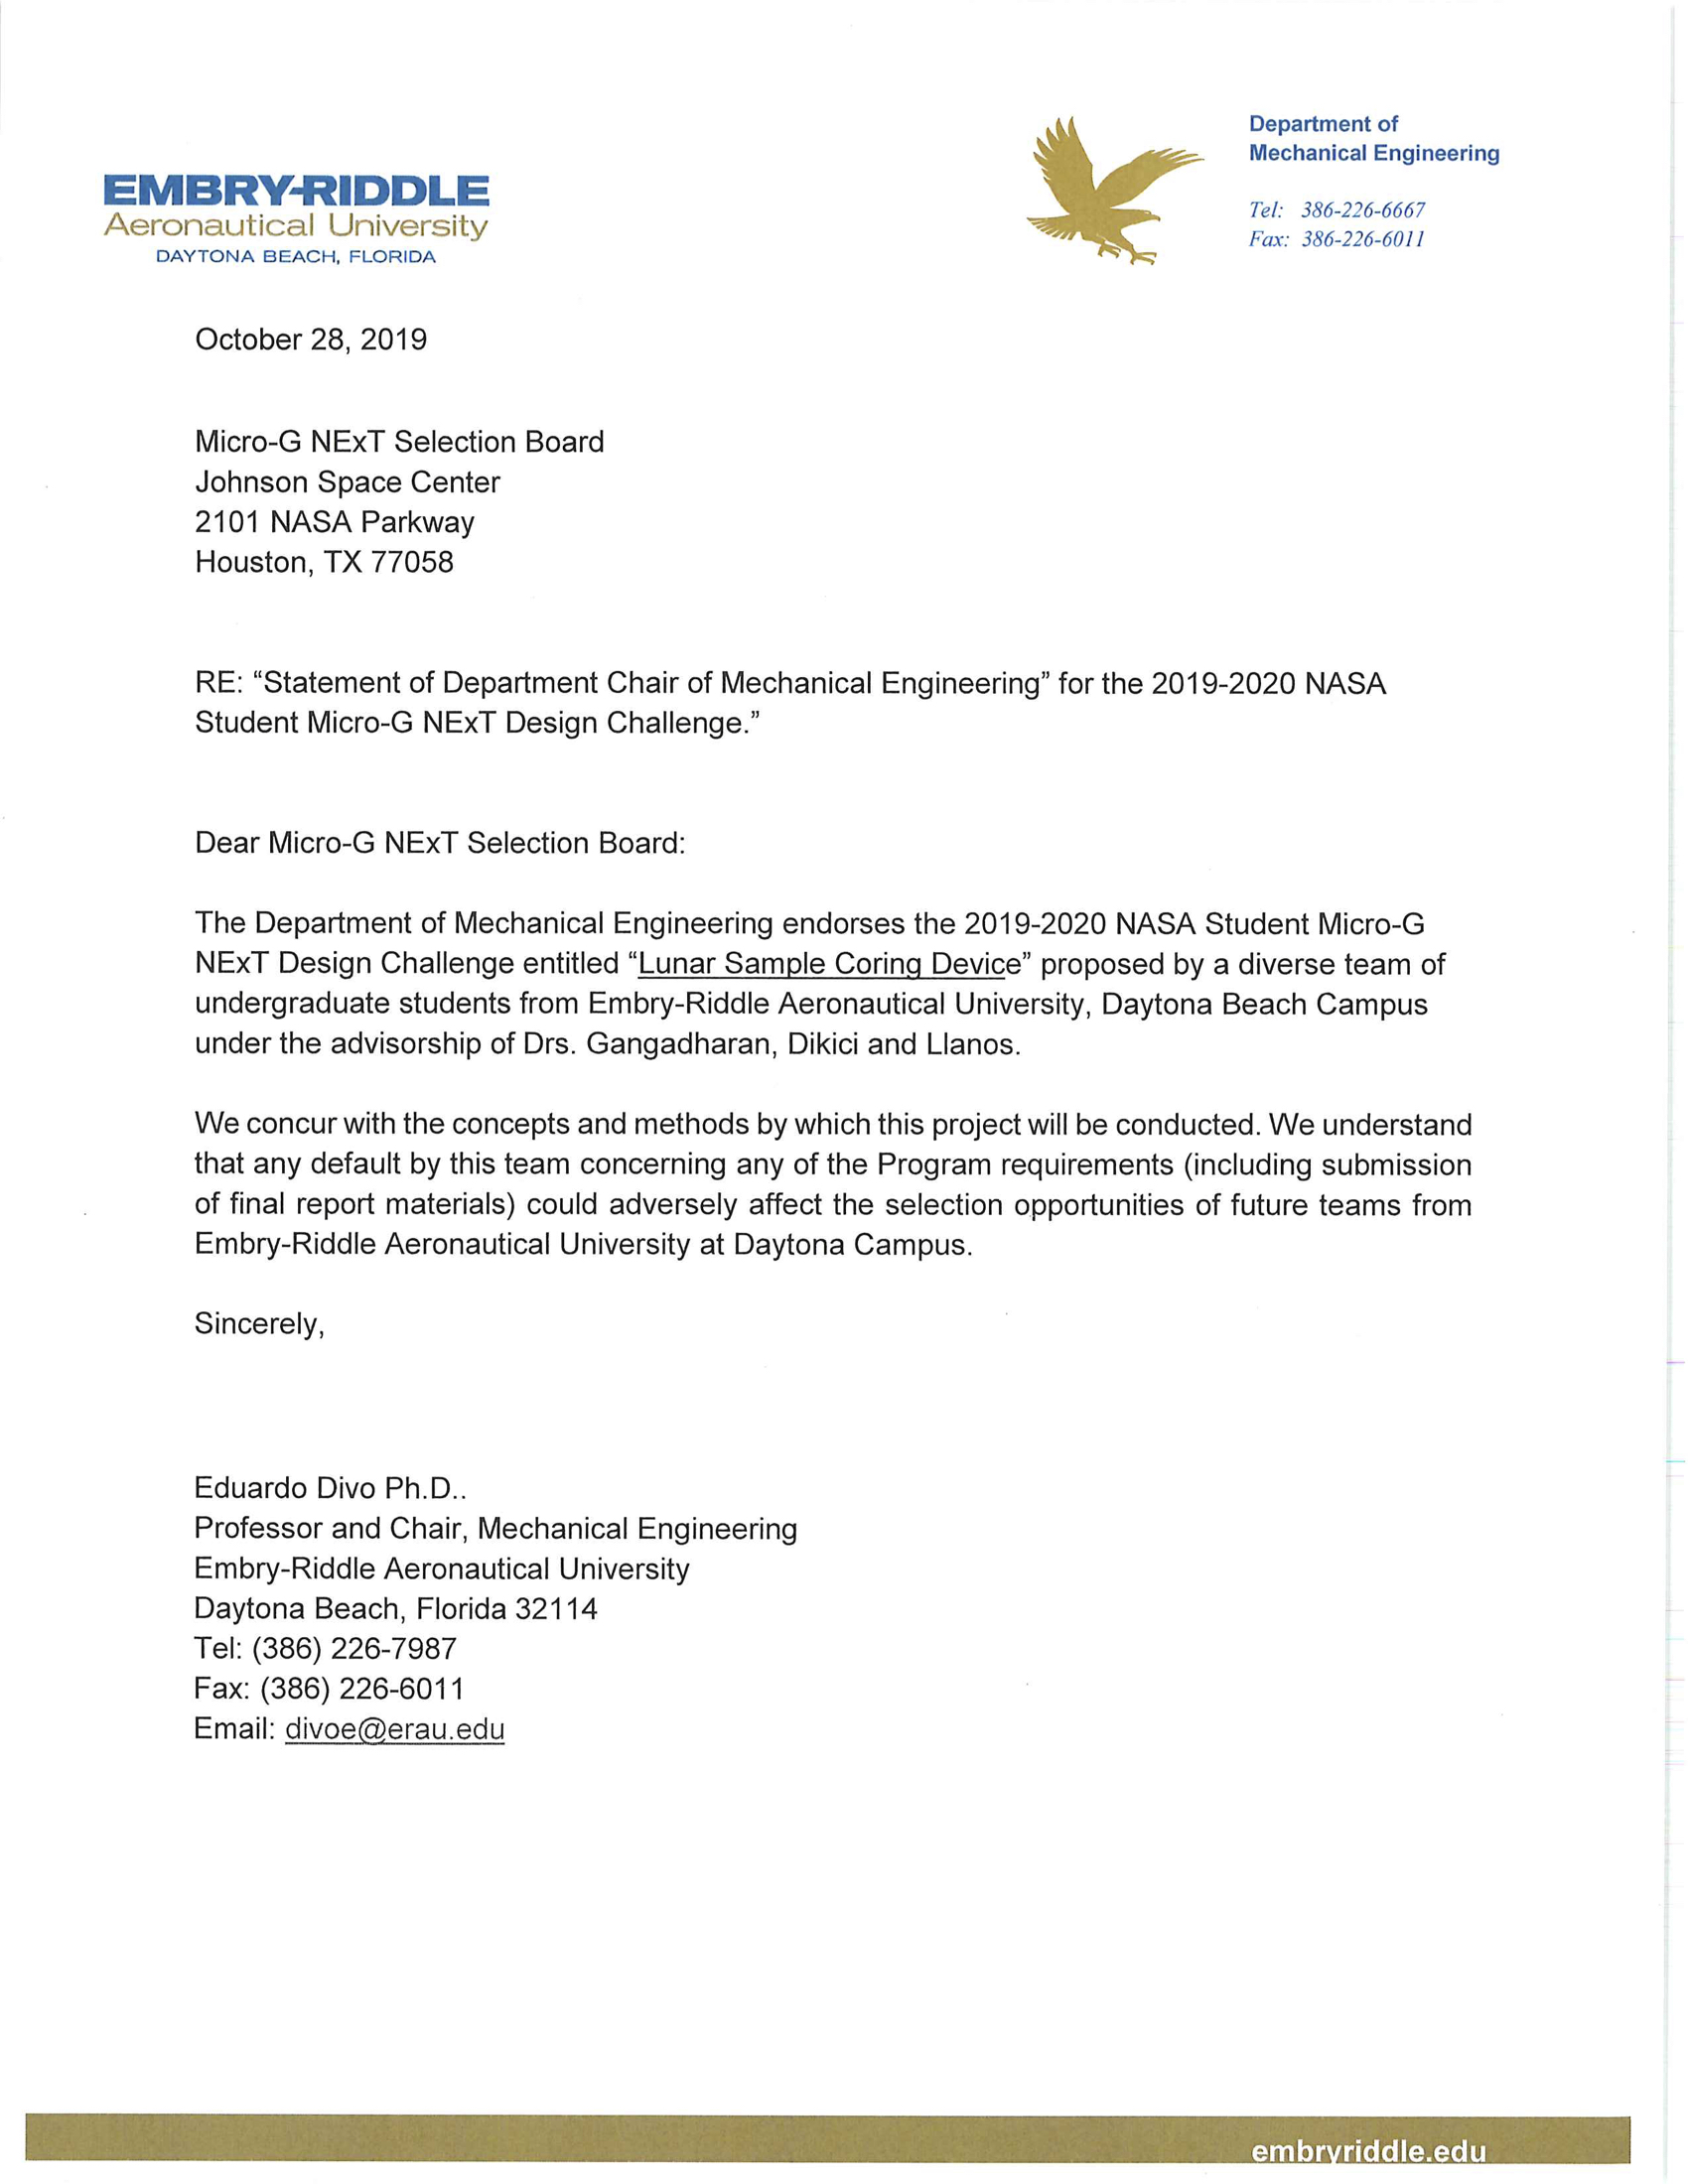 EMBRY-RIDDLE
Aeronautical University
DAYTONA BEACH, FLORIDA
Department of
Mechanical Engineering
Tel: 386-226-6667
Fax: 386-226-6011
October 28, 2019
Micro-G NExT Selection Board
Johnson Space Center
2101 NASA Parkway
Houston, TX 77058
RE: “Statement of Department Chair of Mechanical Engineering” for the 2019-2020 NASA
Student Micro-G NExT Design Challenge.”
Dear Micro-G NExT Selection Board:
The Department of Mechanical Engineering endorses the 2019-2020 NASA Student Micro-G
NExT Design Challenge entitled “Lunar Sample Coring Device” proposed by a diverse team of
undergraduate students from Embry-Riddle Aeronautical University, Daytona Beach Campus
under the advisorship of Drs. Gangadharan, Dikici and Llanos.
We concur with the concepts and methods by which this project will be conducted. We understand
that any default by this team concerning any of the Program requirements (including submission
of final report materials) could adversely affect the selection opportunities of future teams from
Embry-Riddle Aeronautical University at Daytona Campus.
Sincerely,
Eduardo Divo Ph.D..
Professor and Chair, Mechanical Engineering
Embry-Riddle Aeronautical University
Daytona Beach, Florida 32114
Tel: (386) 226-7987
Fax: (386) 226-6011
Email: divoe@erau.edu
embryriddle.edu